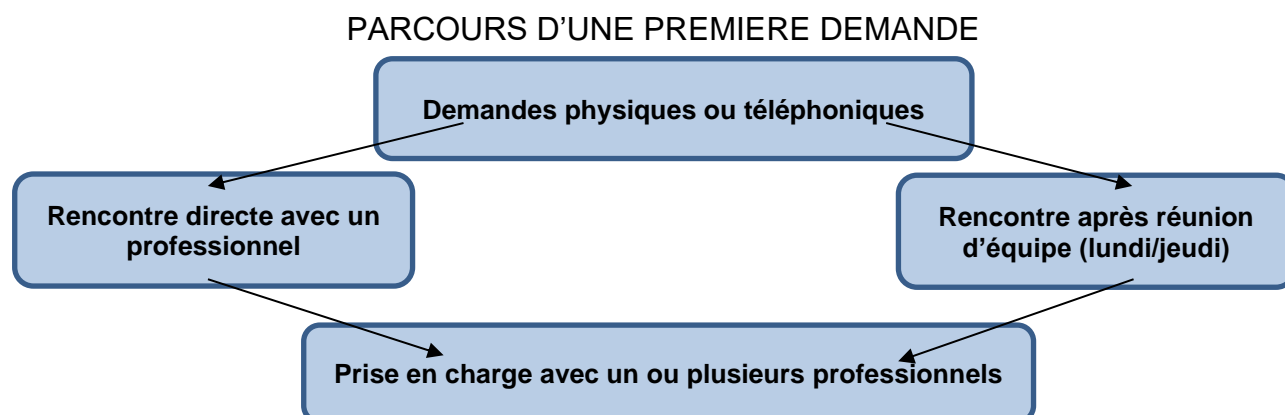 PARCOURS D'UNE PREMIERE DEMANDE
Demandes physiques ou téléphoniques
Rencontre directe avec un
professionnel
Rencontre après réunion
d'équipe (lundi/jeudi)
Prise en charge avec un ou plusieurs professionnels